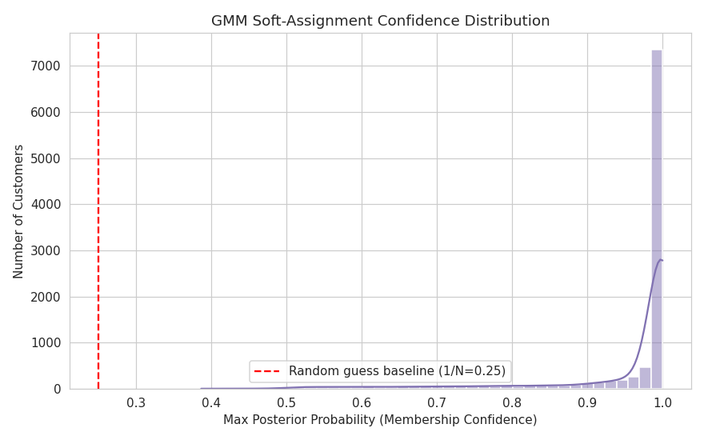 GMM Soft-Assignment Confidence Distribution
Number of Customers
7000
6000
5000
4000
3000
2000
1000
0
Random guess baseline (1/N=0.25)
0.3 0.4 0.5 0.6 0.7 0.8 0.9 1.0
Max Posterior Probability (Membership Confidence)